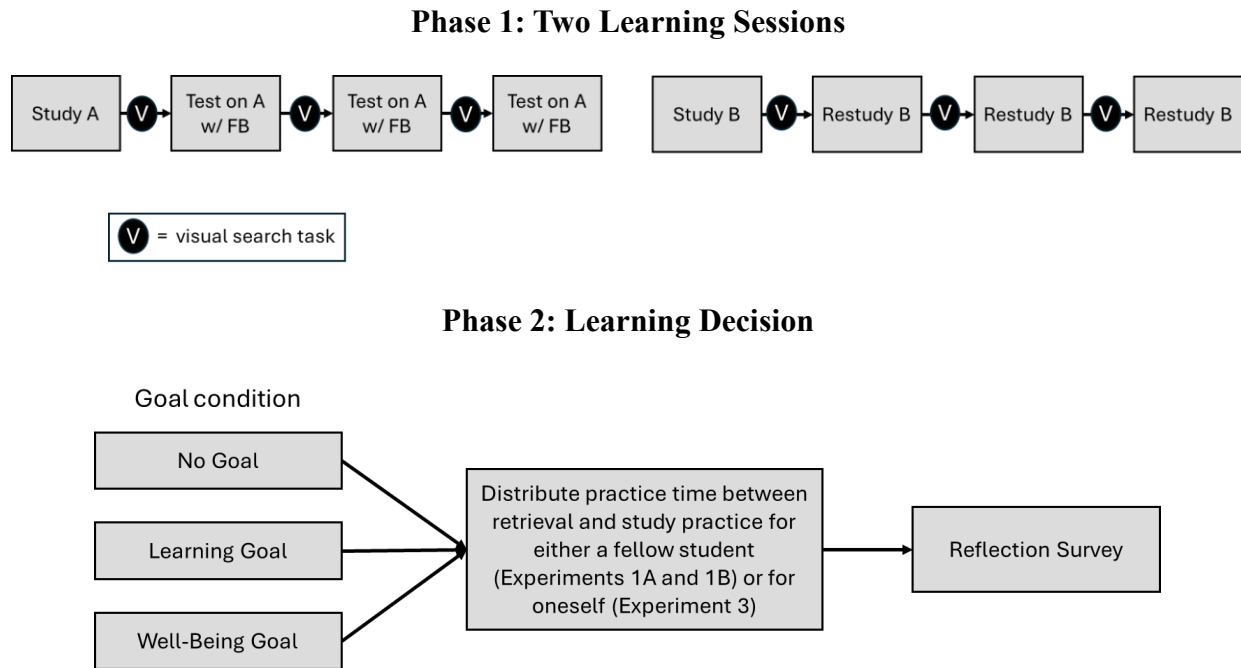 Phase 1: Two Learning Sessions
Study A
V
Test on A
w/ FB
V
Test on A
w/ FB
V
Test on A
w/ FB
Study B
V
Restudy B
V
Restudy B
V
Restudy B
V = visual search task
Phase 2: Learning Decision
Goal condition
No Goal
Learning Goal
Well-Being Goal
Distribute practice time between
retrieval and study practice for
either a fellow student
(Experiments 1A and 1B) or for
oneself (Experiment 3)
Reflection Survey